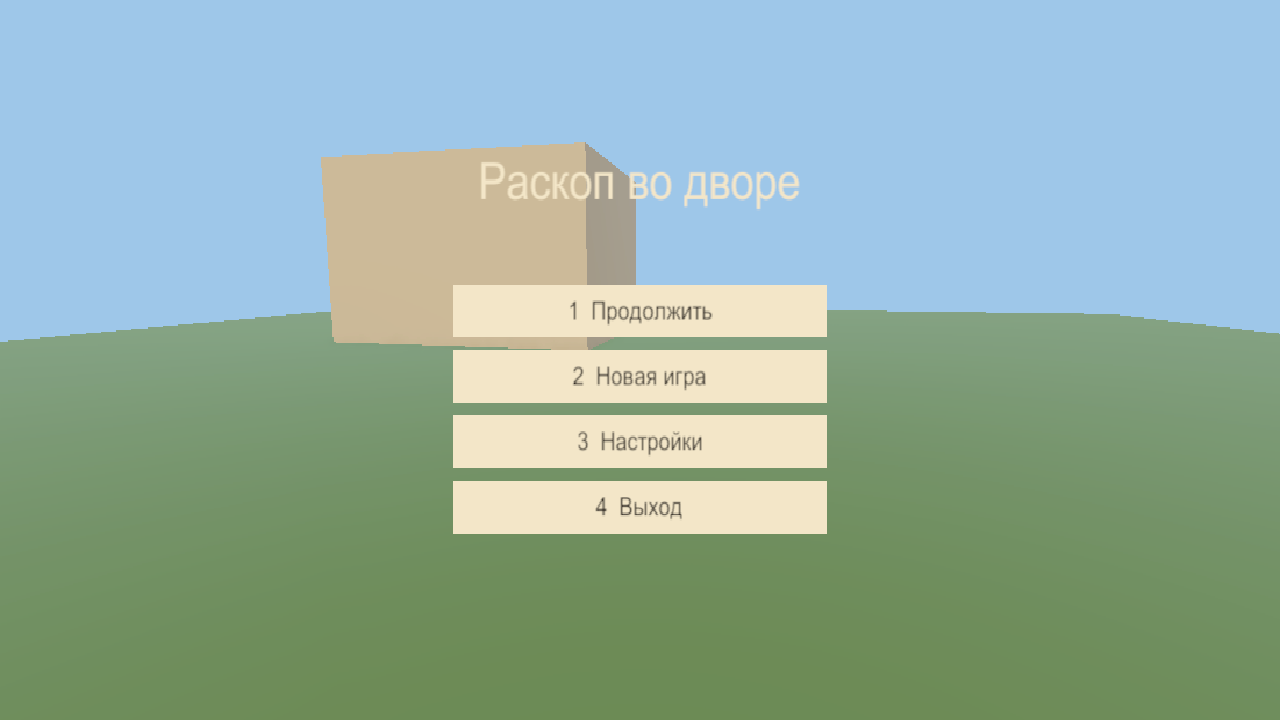 Раскоп во дворе
1 Продолжить
2 Новая игра
3 Настройки
4 Выход